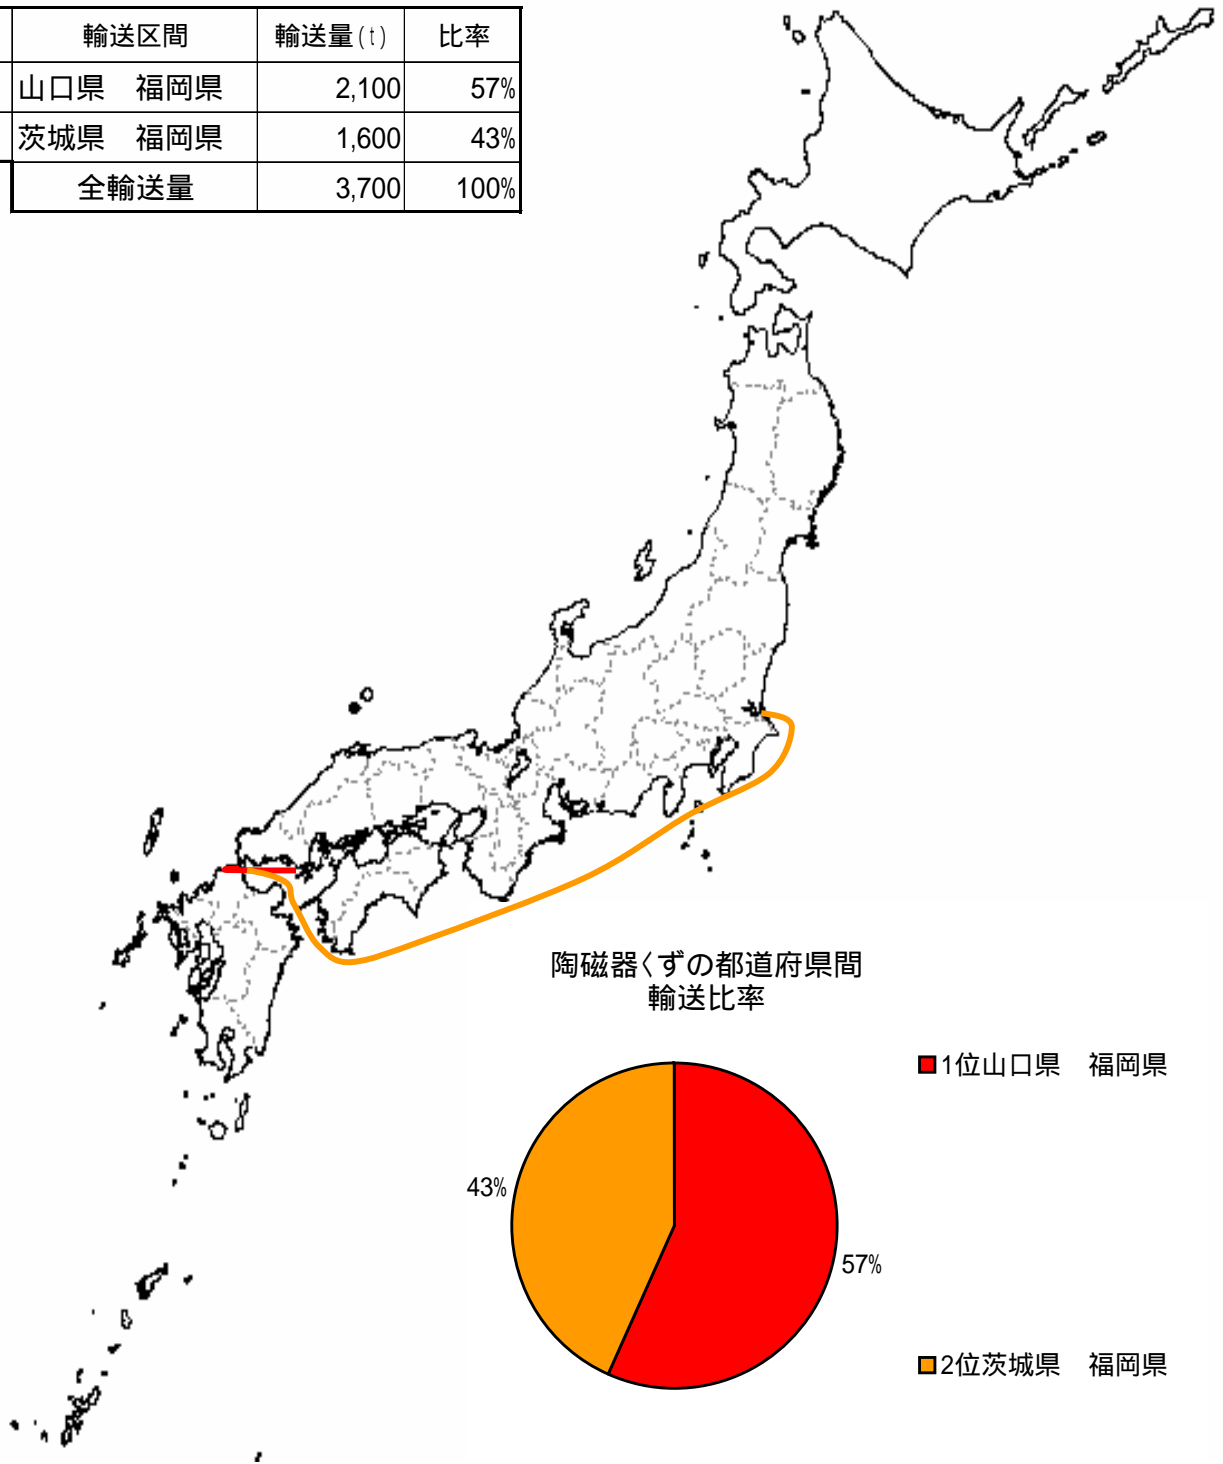 輸送区間 輸送量(t) 比率
山口県 福岡県 2,100 57%
茨城県 福岡県 1,600 43%
全輸送量 3,700 100%
陶磁器くずの都道府県間
輸送比率
1位山口県 福岡県
43%
57%
2位茨城県 福岡県